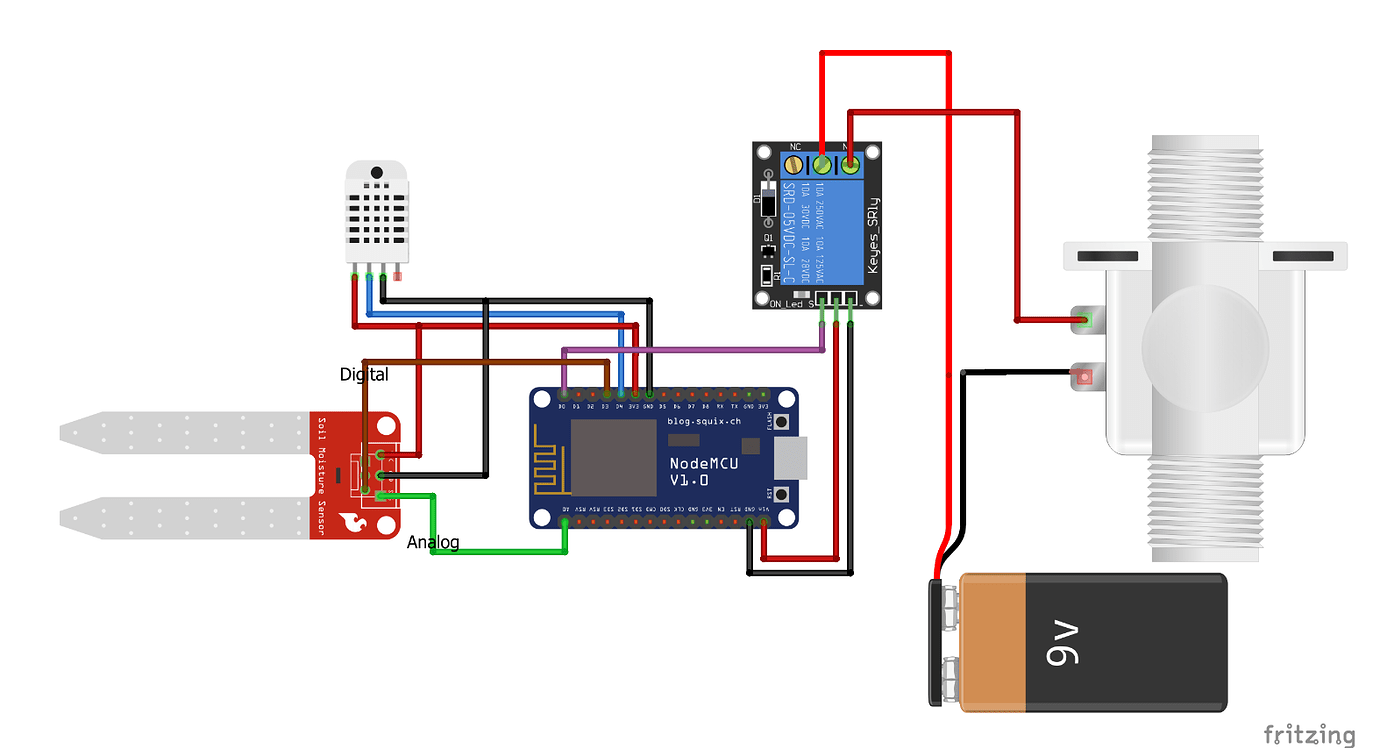 NC
N
D1
Q1
R1
SRD-05VDC-SL-C
10A 30VDC 10A 28VDC
10A 250VAC 10A 125VAC
Keyes_SRly
ON_Led S
-
Digital
Soil Moisture Sensor
Analog
D0 D1 D2 D3 D4 3V3 GND D5 D6 D7 D8 RX TX GND 3V3
blog.squix.ch
FLASH
NodeMCU
V1.0
RST
A0 RSV RSV SD3 SD2 SD1 CMD SD0 CLK GND 3V3 EN RST GND Vin
9v
fritzing